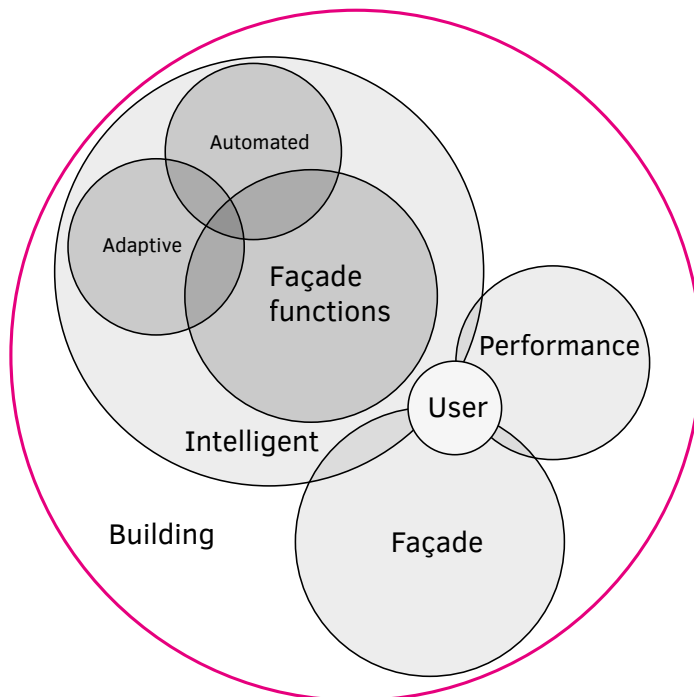 Automated
Adaptive
Façade
functions
Performance
User
Intelligent
Building
Façade